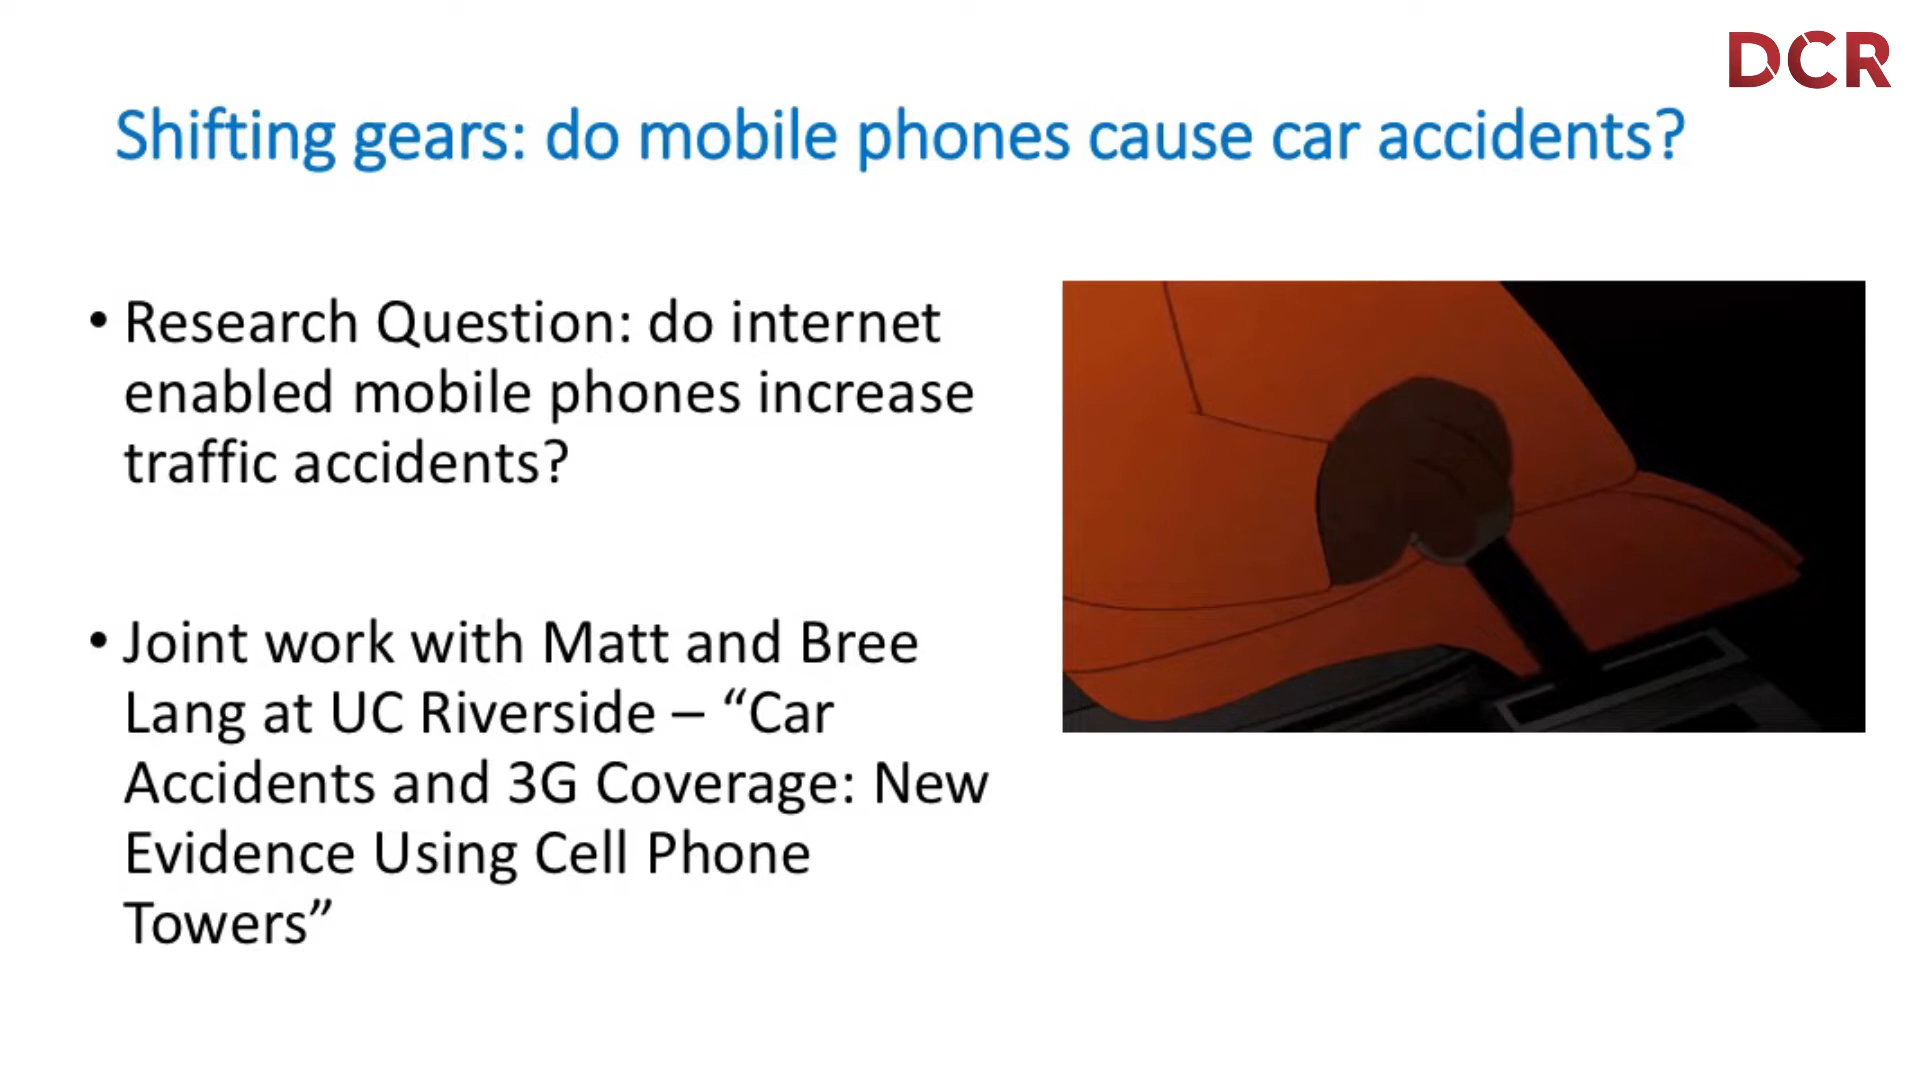 DCR
Shifting gears: do mobile phones cause car accidents?
• Research Question: do internet
enabled mobile phones increase
traffic accidents?
• Joint work with Matt and Bree
Lang at UC Riverside – “Car
Accidents and 3G Coverage: New
Evidence Using Cell Phone
Towers”